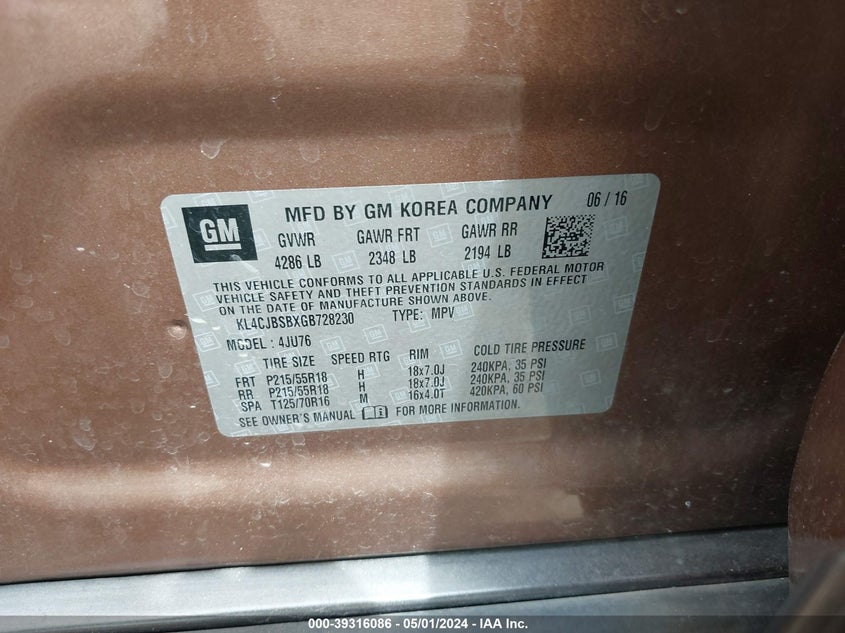 GM MFD BY GM KOREA COMPANY 06 / 16
GVWR GAWR FRT GAWR RR
4286 LB 2348 LB 2194 LB
THIS VEHICLE CONFORMS TO ALL APPLICABLE U.S. FEDERAL MOTOR
VEHICLE SAFETY AND THEFT PREVENTION STANDARDS IN EFFECT
ON THE DATE OF MANUFACTURE SHOWN ABOVE.
KL4CJBSBXGB728230 TYPE: MPV
MODEL : 4JU76
TIRE SIZE SPEED RTG RIM COLD TIRE PRESSURE
FRT P215/55R18 H 18x7.0J 240KPA, 35 PSI
RR P215/55R18 H 18x7.0J 240KPA, 35 PSI
SPA T125/70R16 M 16x4.0T 420KPA, 60 PSI
SEE OWNER'S MANUAL FOR MORE INFORMATION.
000-39316086 - 05/01/2024 - IAA Inc.